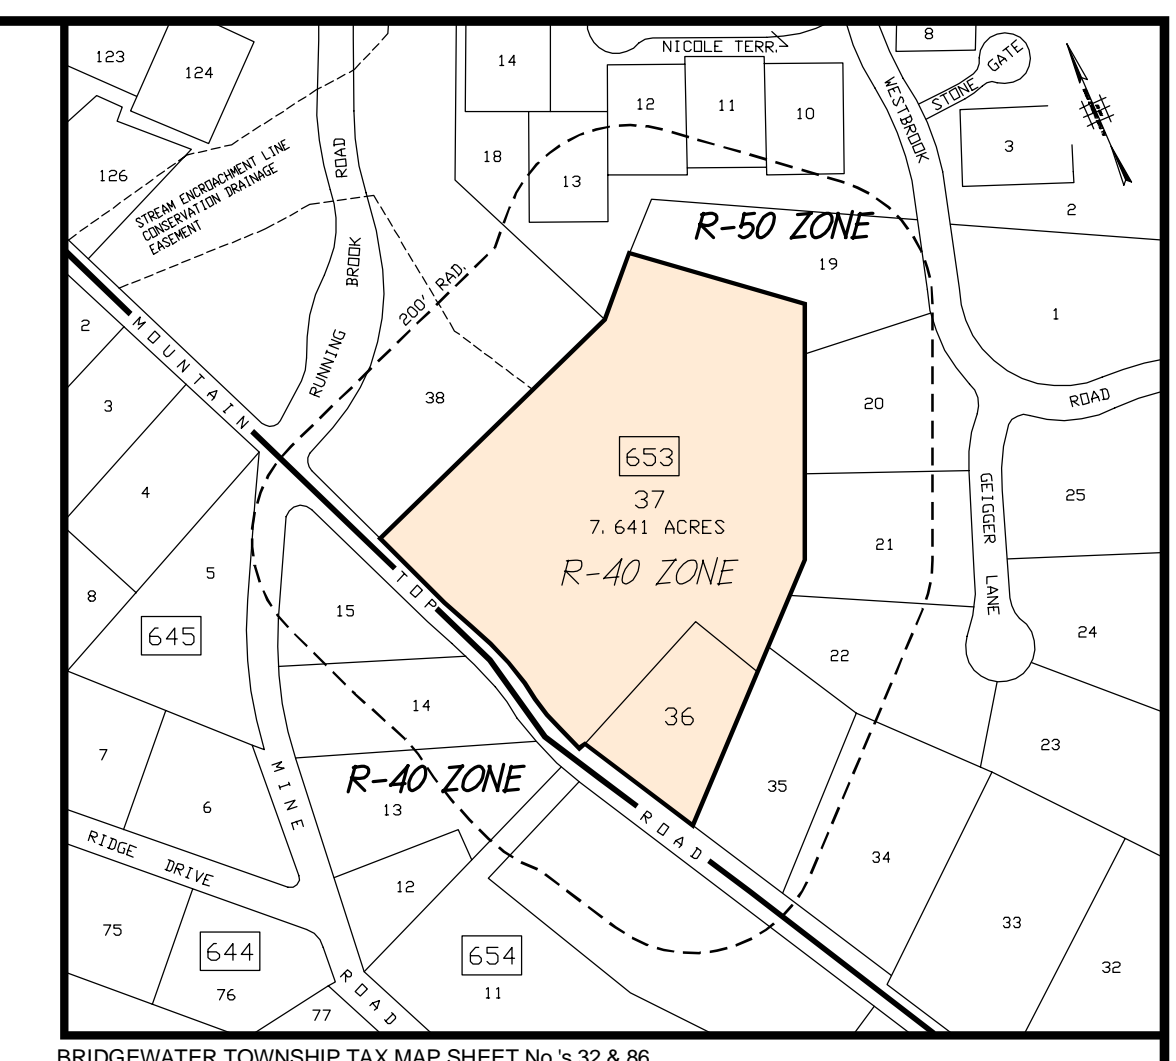 123
124
14
NICOLE TERR.
8
STONE GATE
WESTBROOK
12
11
10
3
18
13
126
STREAM ENCROACHMENT LINE
CONSERVATION DRAINAGE
EASEMENT
RUNNING BROOK ROAD
2
R-50 ZONE
19
200' RAD.
1
2
MOUNTAIN TOP ROAD
3
38
20
ROAD
653
37
7.641 ACRES
R-40 ZONE
4
25
GEIGGER LANE
21
5
8
15
645
24
22
14
36
23
7
R-40 ZONE
13
35
6
MINE ROAD
RIDGE DRIVE
34
12
33
75
644
76
654
11
32
77
BRIDGEWATER TOWNSHIP TAX MAP SHEET No.'s 32 & 86